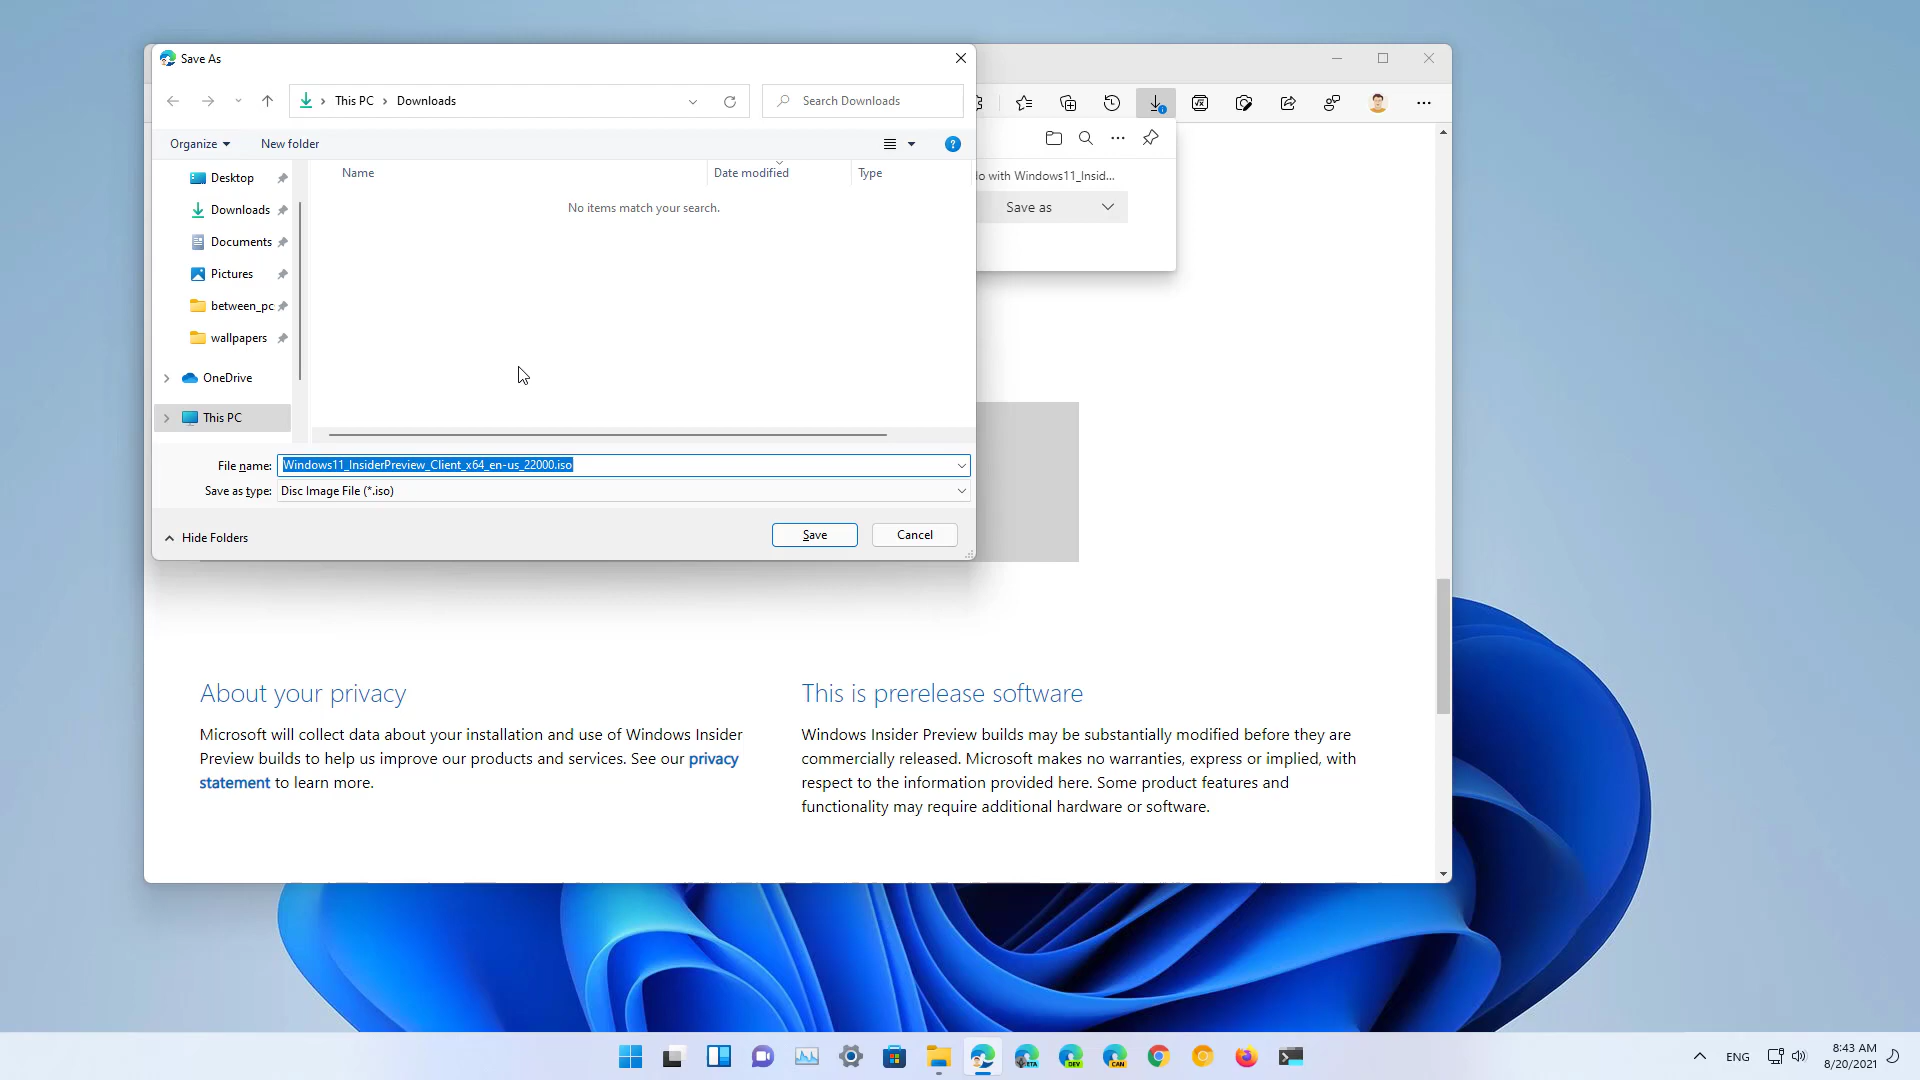 Save As
This PC
Downloads
Search Downloads
Organize
New folder
Name
Date modified
Type
No items match your search.
Desktop
Downloads
Documents
Pictures
between_pc
wallpapers
OneDrive
This PC
File name:
Windows11_InsiderPreview_Client_x64_en-us_22000.iso
Save as type:
Disc Image File (*.iso)
Hide Folders
Save
Cancel
with Windows11_Insid...
Save as
About your privacy
Microsoft will collect data about your installation and use of Windows Insider
Preview builds to help us improve our products and services. See our privacy
statement to learn more.
This is prerelease software
Windows Insider Preview builds may be substantially modified before they are
commercially released. Microsoft makes no warranties, express or implied, with
respect to the information provided here. Some product features and
functionality may require additional hardware or software.
BETA
DEV
CAN
ENG
8:43 AM
8/20/2021